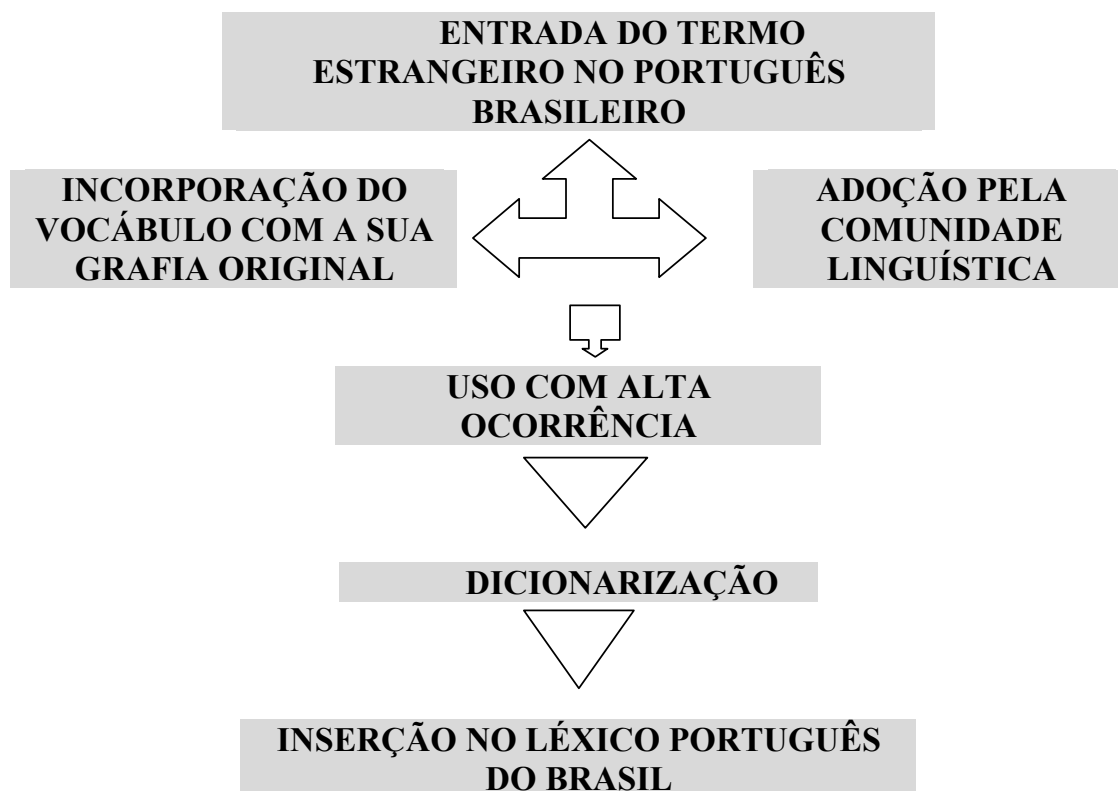 ENTRADA DO TERMO
ESTRANGEIRO NO PORTUGUÊS
BRASILEIRO
INCORPORAÇÃO DO
VOCÁBULO COM A SUA
GRAFIA ORIGINAL
ADOÇÃO PELA
COMUNIDADE
LINGUÍSTICA
USO COM ALTA
OCORRÊNCIA
DICIONARIZAÇÃO
INSERÇÃO NO LÉXICO PORTUGUÊS
DO BRASIL